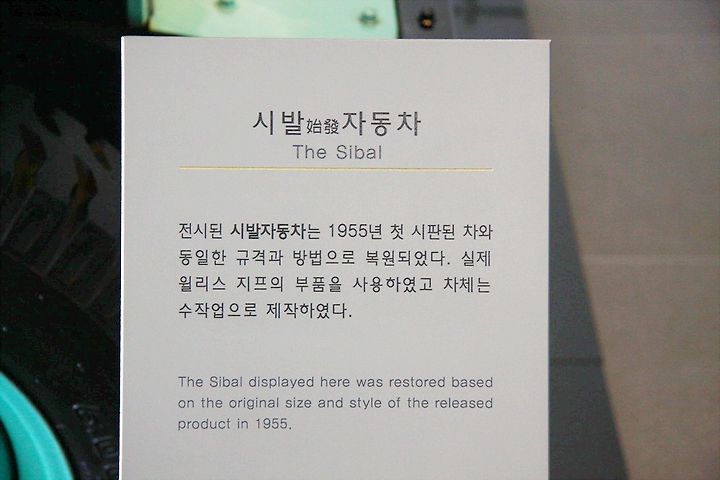 시발始發자동차
The Sibal
전시된 시발자동차는 1955년 첫 시판된 차와
동일한 규격과 방법으로 복원되었다. 실제
윌리스 지프의 부품을 사용하였고 차체는
수작업으로 제작하였다.
The Sibal displayed here was restored based
on the original size and style of the released
product in 1955.